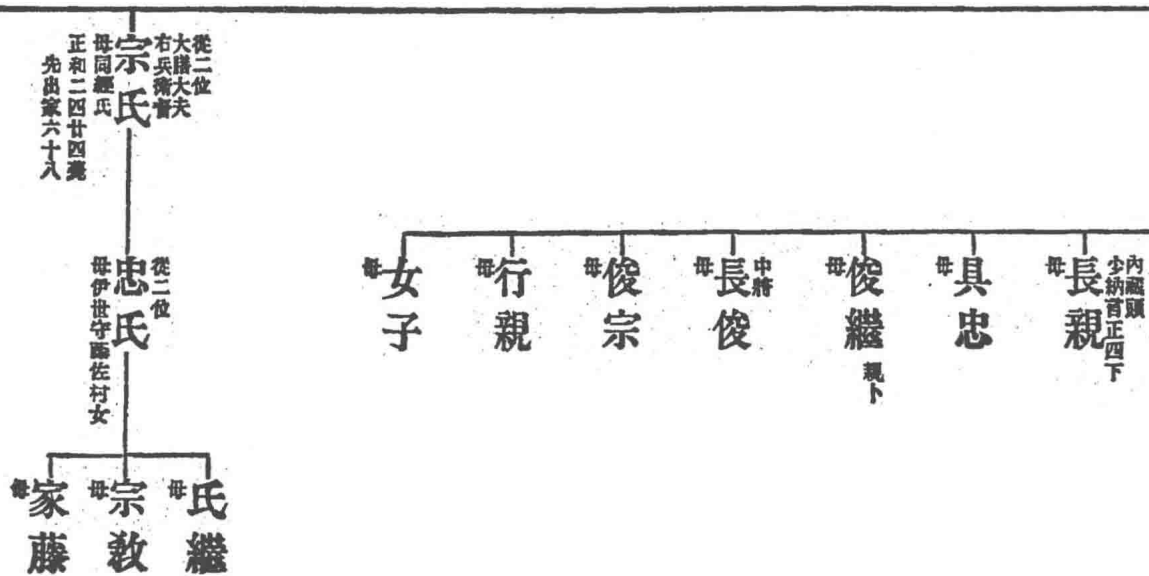 內藏頭
少納言正四下
長親
母
具忠
母
俊繼
親卜
母
中將
長俊
母
俊宗
母
行親
母
女子
母
從二位
大膳大夫
右兵衛督
宗氏
母同經氏
正和二四廿四薨
先出家六十八
從二位
忠氏
母伊世守藤佐村女
氏繼
母
宗教
母
家藤
母